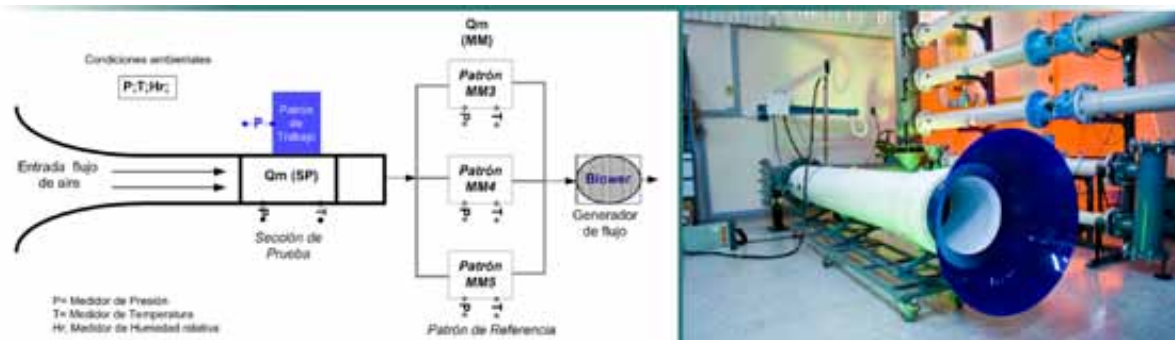 Condiciones ambientales
P;T;Hr;
Entrada flujo
de aire
P
Patrón
de
Trabajo
Qm (SP)
P
T
Sección de
Prueba
P= Medidor de Presión
T= Medidor de Temperatura
Hr; Medidor de Humedad relativa
Qm
(MM)
Patrón
MM3
P
T
Patrón
MM4
P
T
Patrón
MM5
P
T
Patrón de Referencia
Blower
Generador
de flujo